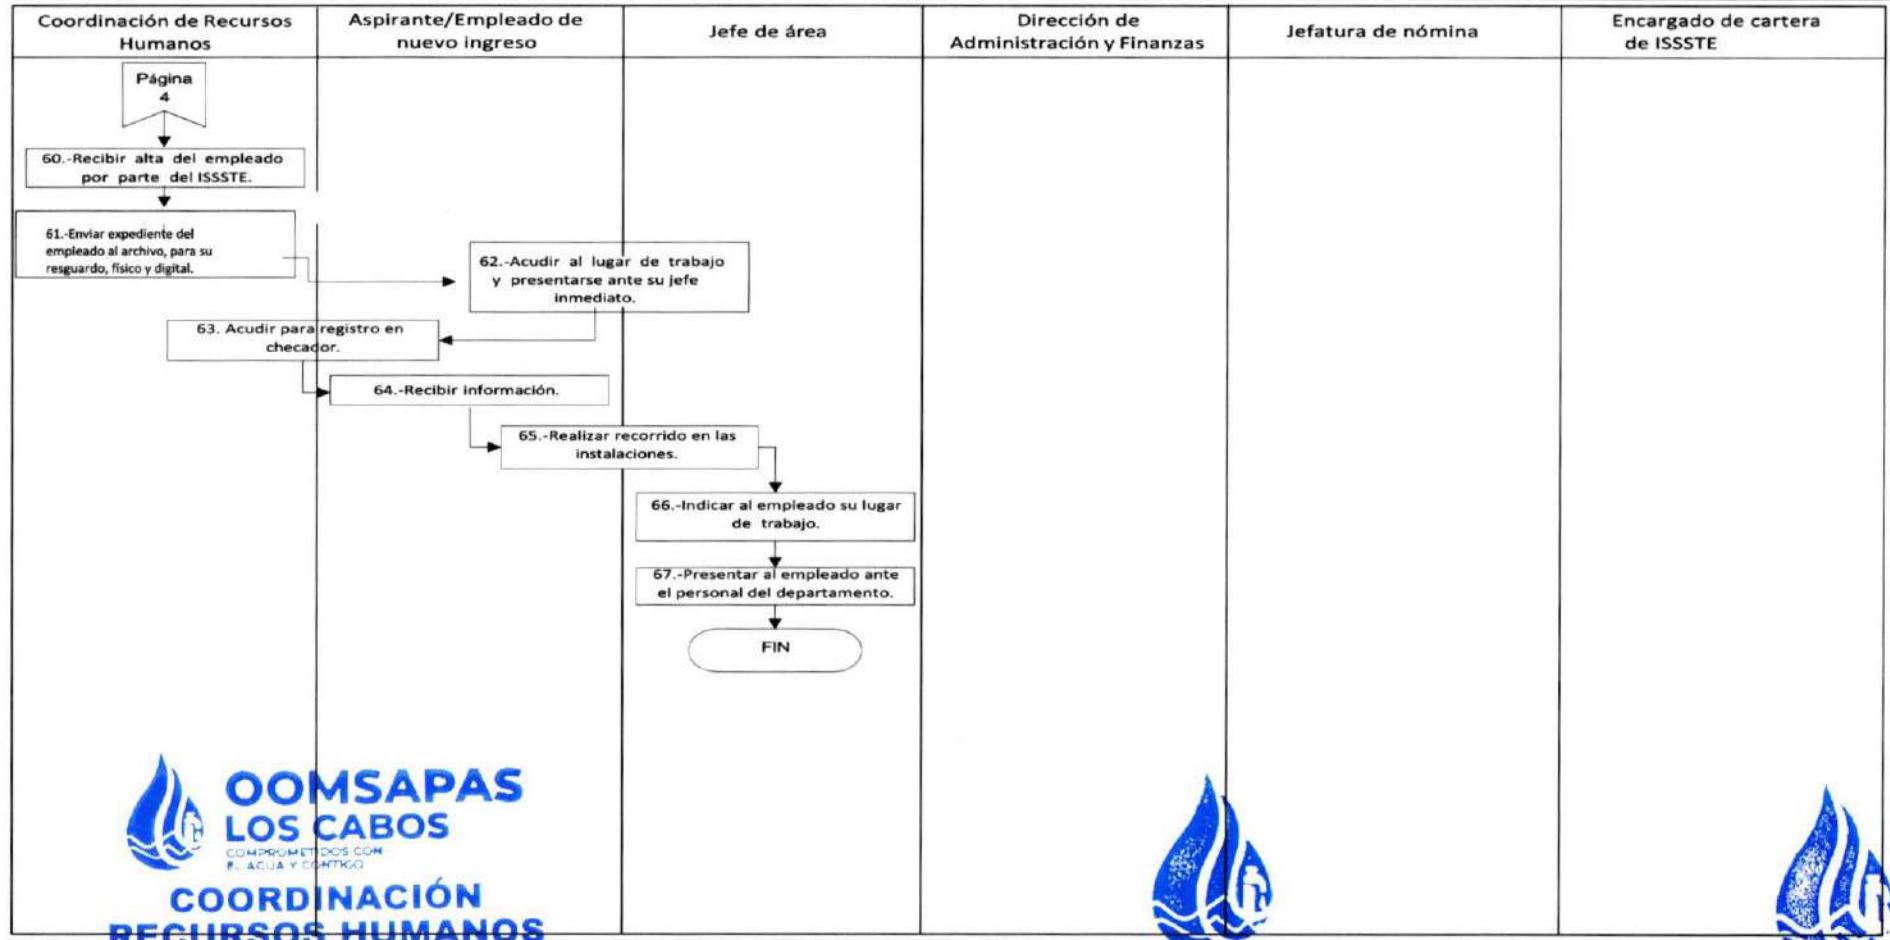 Coordinación de Recursos
Humanos
Aspirante/Empleado de
nuevo ingreso
Jefe de área
Dirección de
Administración y Finanzas
Jefatura de nómina
Encargado de cartera
de ISSSTE
Página
4
60.-Recibir alta del empleado
por parte del ISSSTE.
61.-Enviar expediente del
empleado al archivo, para su
resguardo, físico y digital.
62.-Acudir al lugar de trabajo
y presentarse ante su jefe
inmediato.
63. Acudir para registro en
checador.
64.-Recibir información.
65.-Realizar recorrido en las
instalaciones.
66.-Indicar al empleado su lugar
de trabajo.
67.-Presentar al empleado ante
el personal del departamento.
FIN
OOMSAPAS
LOS CABOS
COMPROMETIDOS CON
EL AGUA Y CONTIGO
COORDINACIÓN
RECURSOS HUMANOS